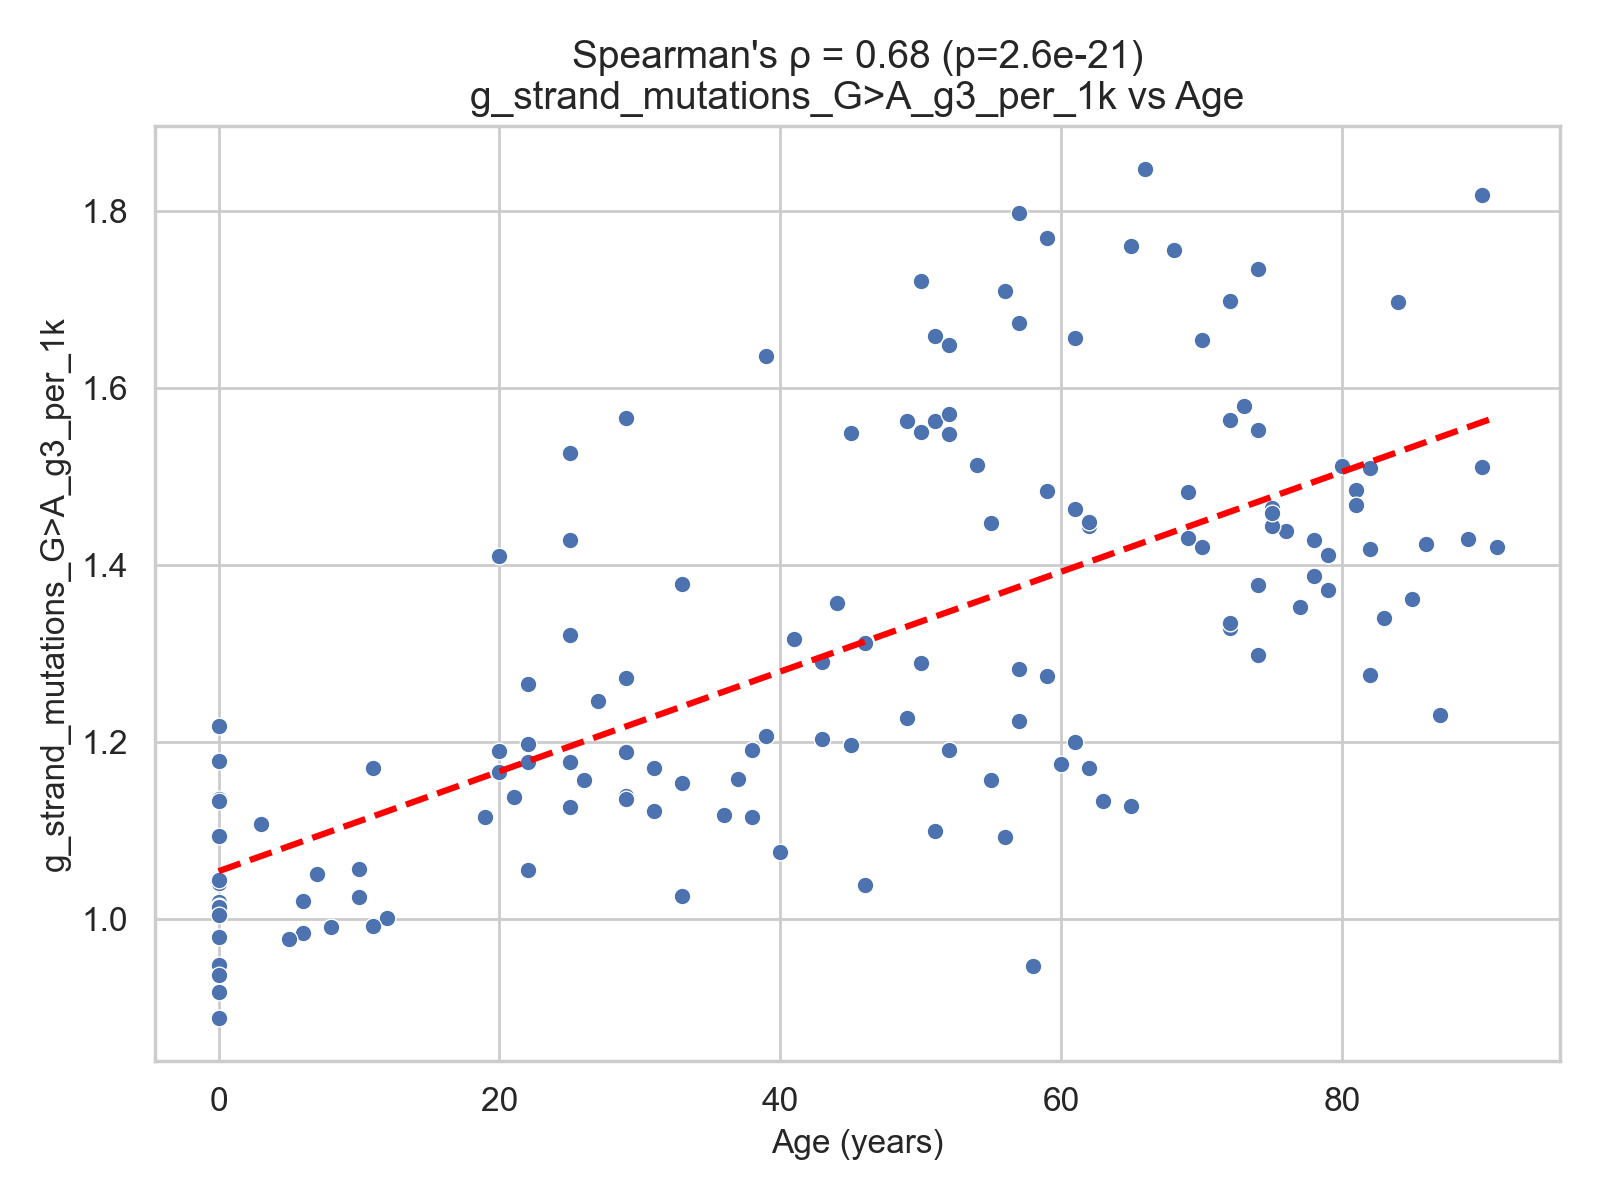 Spearman's ρ = 0.68 (p=2.6e-21)
g_strand_mutations_G>A_g3_per_1k vs Age
g_strand_mutations_G>A_g3_per_1k
1.8
1.6
1.4
1.2
1.0
0 20 40 60 80
Age (years)